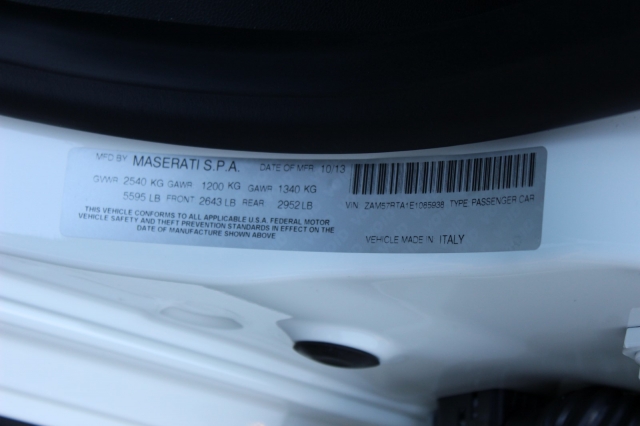 MFD BY MASERATI S.P.A. DATE OF MFR 10/13
GVWR 2540 KG GAWR 1200 KG GAWR 1340 KG
5595 LB FRONT 2643 LB REAR 2952 LB
THIS VEHICLE CONFORMS TO ALL APPLICABLE U.S.A. FEDERAL MOTOR
VEHICLE SAFETY AND THEFT PREVENTION STANDARDS IN EFFECT ON THE
DATE OF MANUFACTURE SHOWN ABOVE
VIN: TYPE PASSENGER CAR
VEHICLE MADE IN ITALY